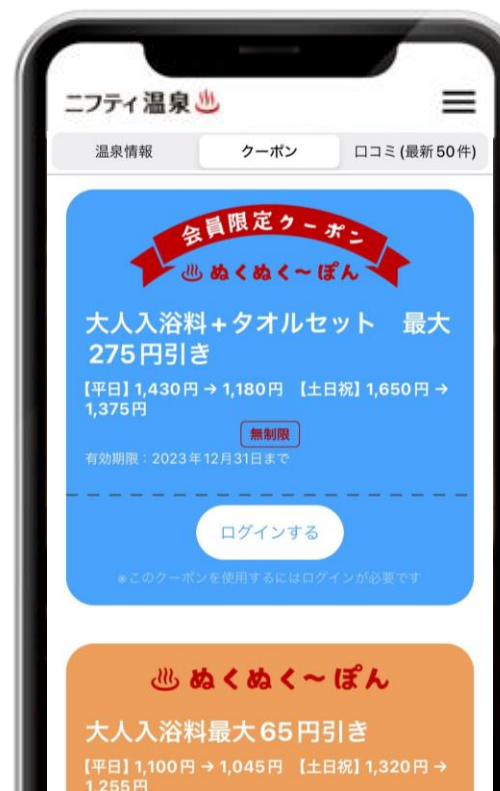 ニフティ温泉
温泉情報 クーポン 口コミ(最新50件)
会員限定クーポン
ぬくぬく〜ぽん
大人入浴料+タオルセット 最大
275円引き
【平日】1,430円→1,180円 【土日祝】1,650円→
1,375円
無制限
有効期限:2023年12月31日まで
ログインする
※このクーポンを使用するにはログインが必要です
ぬくぬく〜ぽん
大人入浴料最大65円引き
【平日】1,100円→1,045円 【土日祝】1,320円→
1,255円